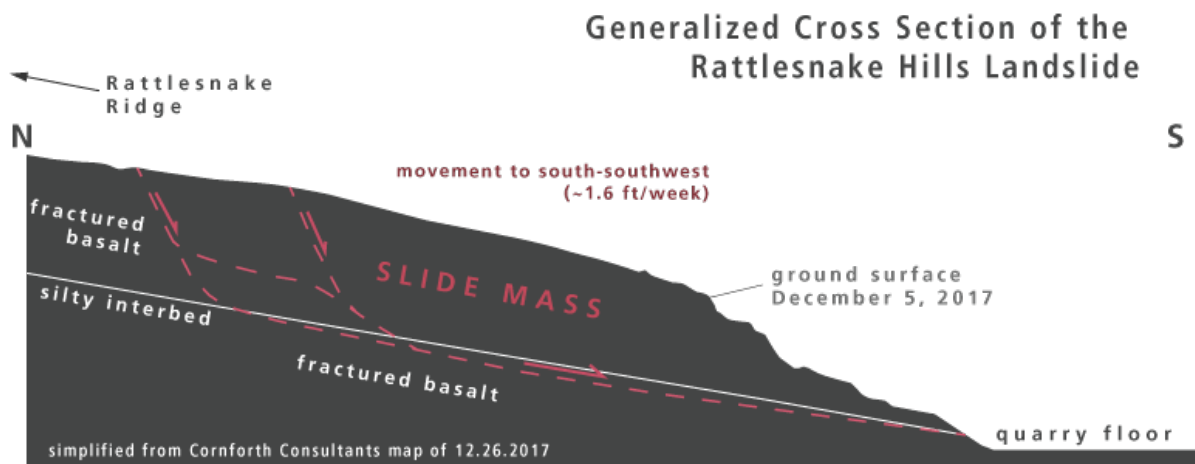 Generalized Cross Section of the
Rattlesnake Hills Landslide
Rattlesnake
Ridge
N
S
movement to south-southwest
(~1.6 ft/week)
fractured
basalt
SLIDE MASS
ground surface
December 5, 2017
silty interbed
fractured basalt
quarry floor
simplified from Cornforth Consultants map of 12.26.2017